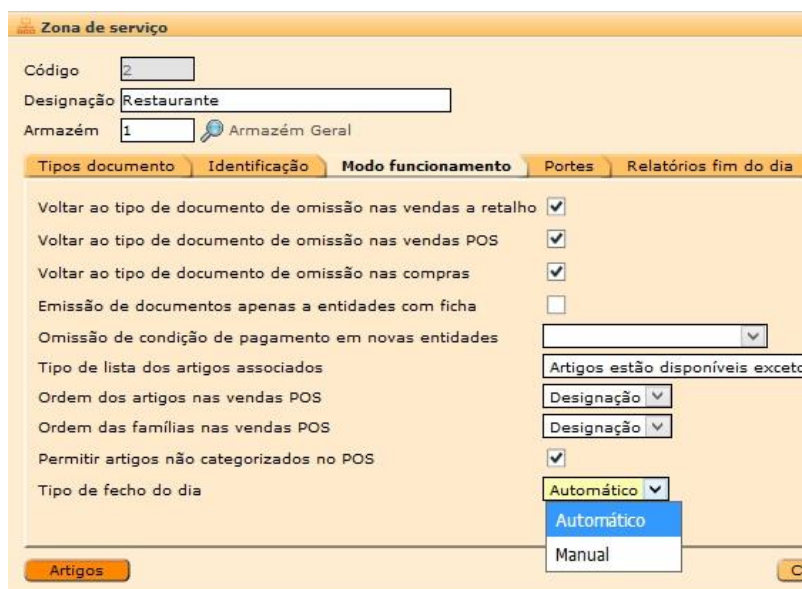 Zona de serviço
Código 2
Designação Restaurante
Armazém 1 Armazém Geral
Tipos documento Identificação Modo funcionamento Portes Relatórios fim do dia
Voltar ao tipo de documento de omissão nas vendas a retalho
Voltar ao tipo de documento de omissão nas vendas POS
Voltar ao tipo de documento de omissão nas compras
Emissão de documentos apenas a entidades com ficha
Omissão de condição de pagamento em novas entidades
Tipo de lista dos artigos associados Artigos estão disponíveis exceto
Ordem dos artigos nas vendas POS Designação
Ordem das famílias nas vendas POS Designação
Permitir artigos não categorizados no POS
Tipo de fecho do dia Automático
Automático
Manual
Artigos